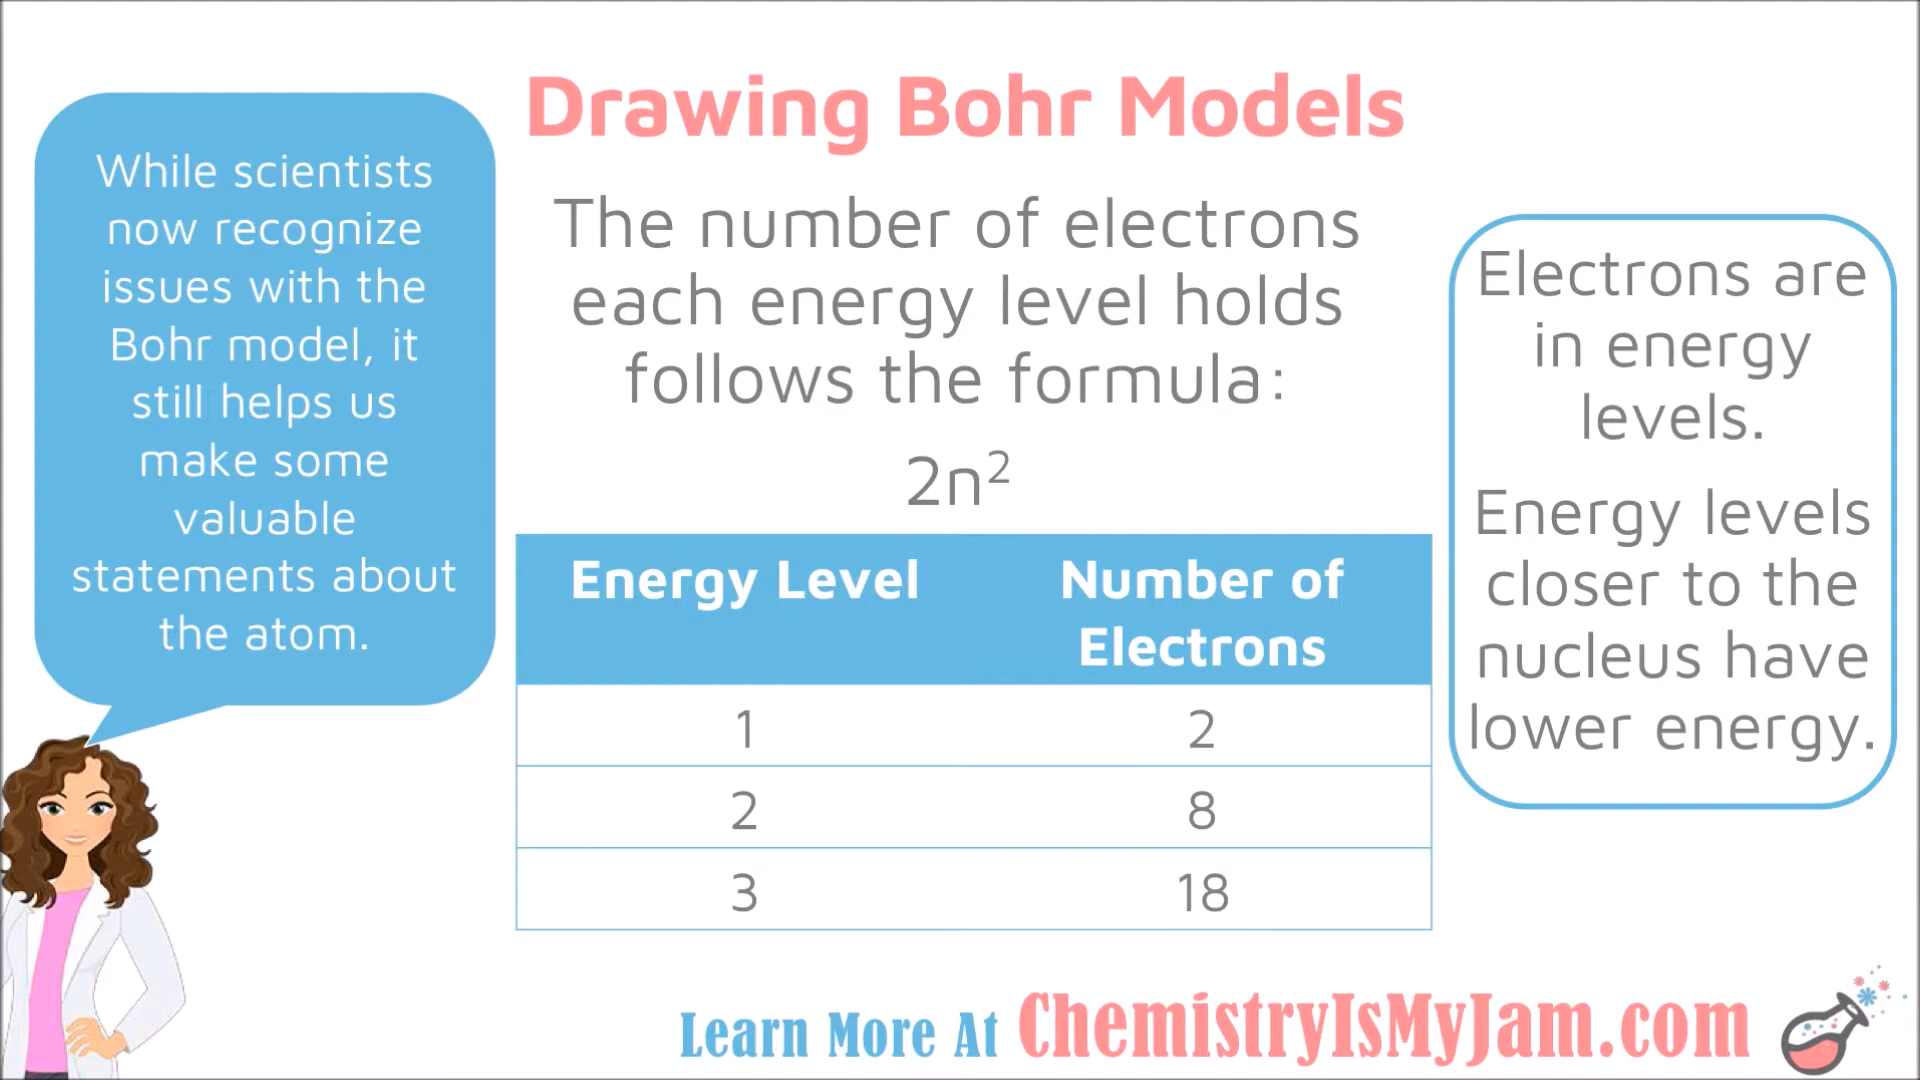 Drawing Bohr Models
While scientists
now recognize
issues with the
Bohr model, it
still helps us
make some
valuable
statements about
the atom.
The number of electrons
each energy level holds
follows the formula:
2n²
Energy Level Number of
Electrons
1 2
2 8
3 18
Electrons are
in energy
levels.
Energy levels
closer to the
nucleus have
lower energy.
Learn More At ChemistryIsMyJam.com